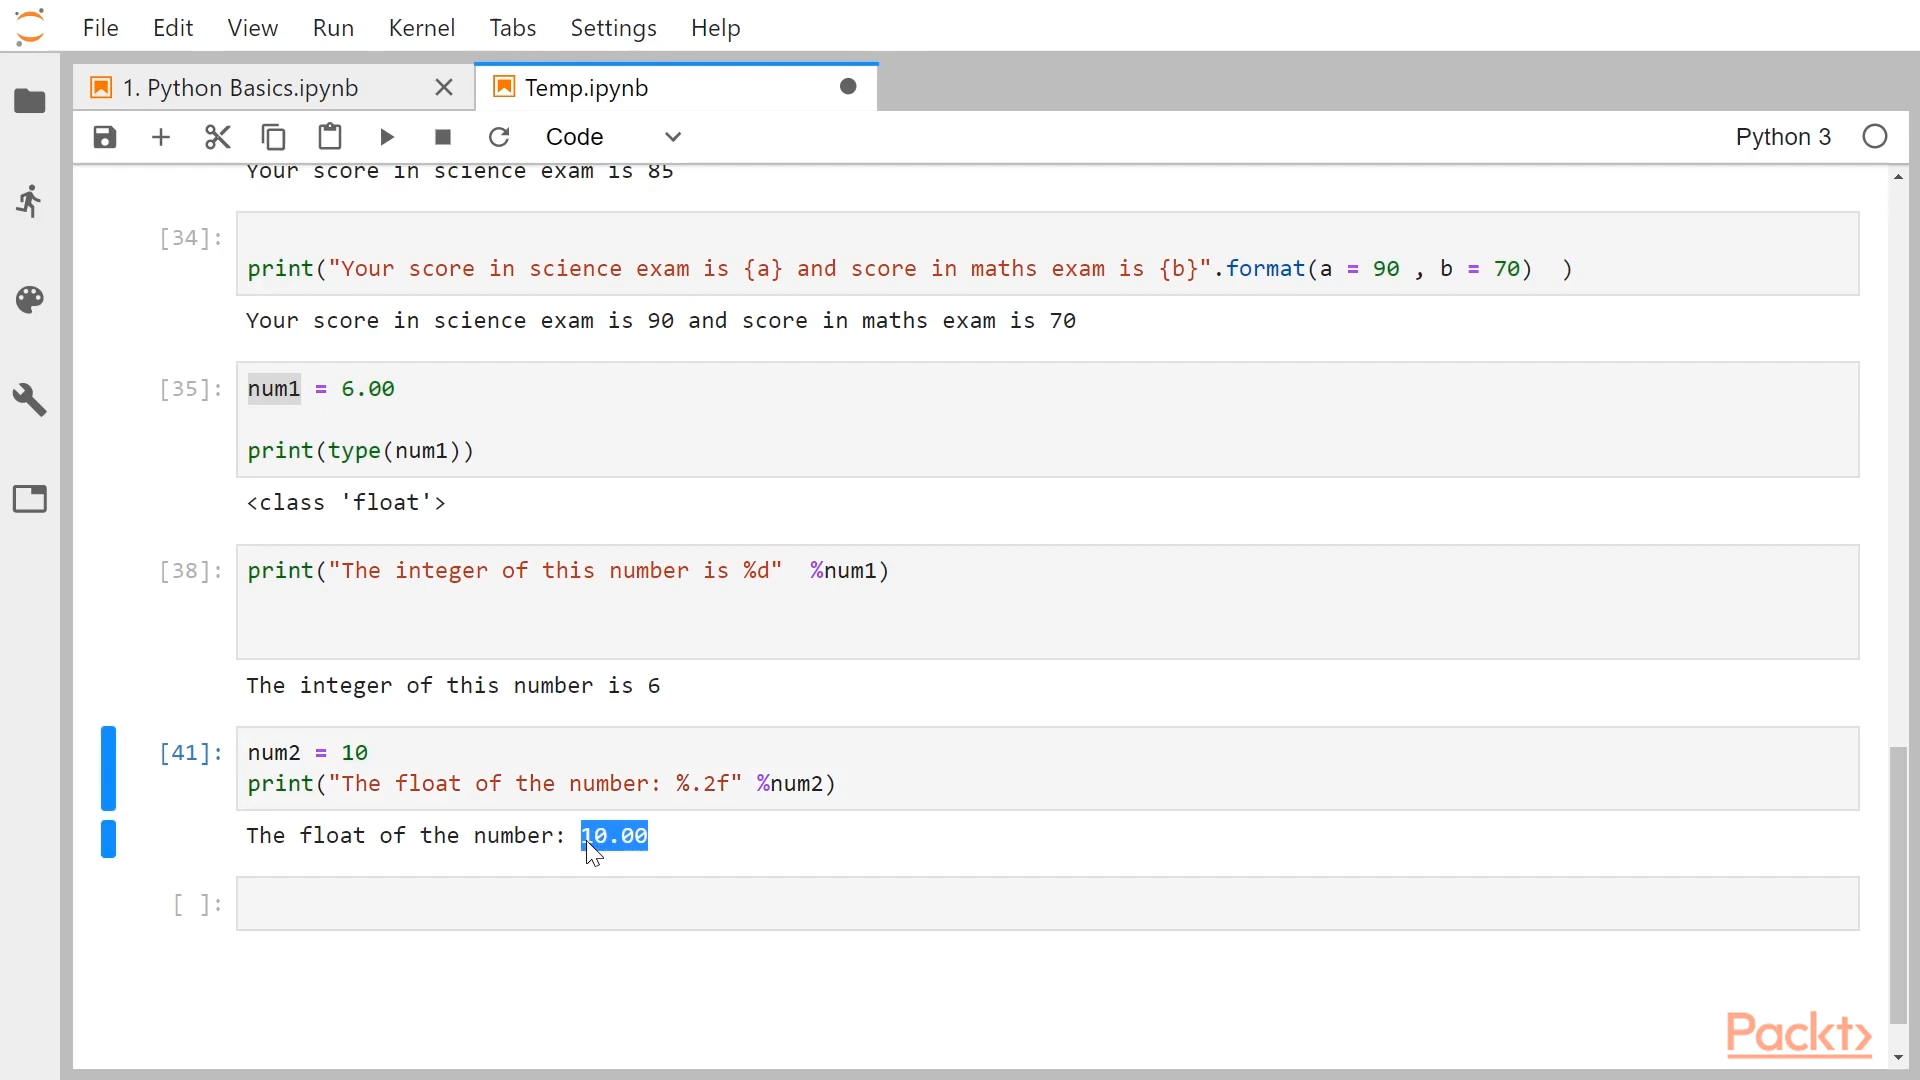 File Edit View Run Kernel Tabs Settings Help
1. Python Basics.ipynb
Temp.ipynb
Code
Python 3
Your score in science exam is 85
[34]:
print("Your score in science exam is {a} and score in maths exam is {b}".format(a = 90 , b = 70)  )
Your score in science exam is 90 and score in maths exam is 70
[35]: num1 = 6.00
print(type(num1))
<class 'float'>
[38]: print("The integer of this number is %d"  %num1)
The integer of this number is 6
[41]: num2 = 10
print("The float of the number: %.2f" %num2)
The float of the number: 10.00
[ ]:
Packt>